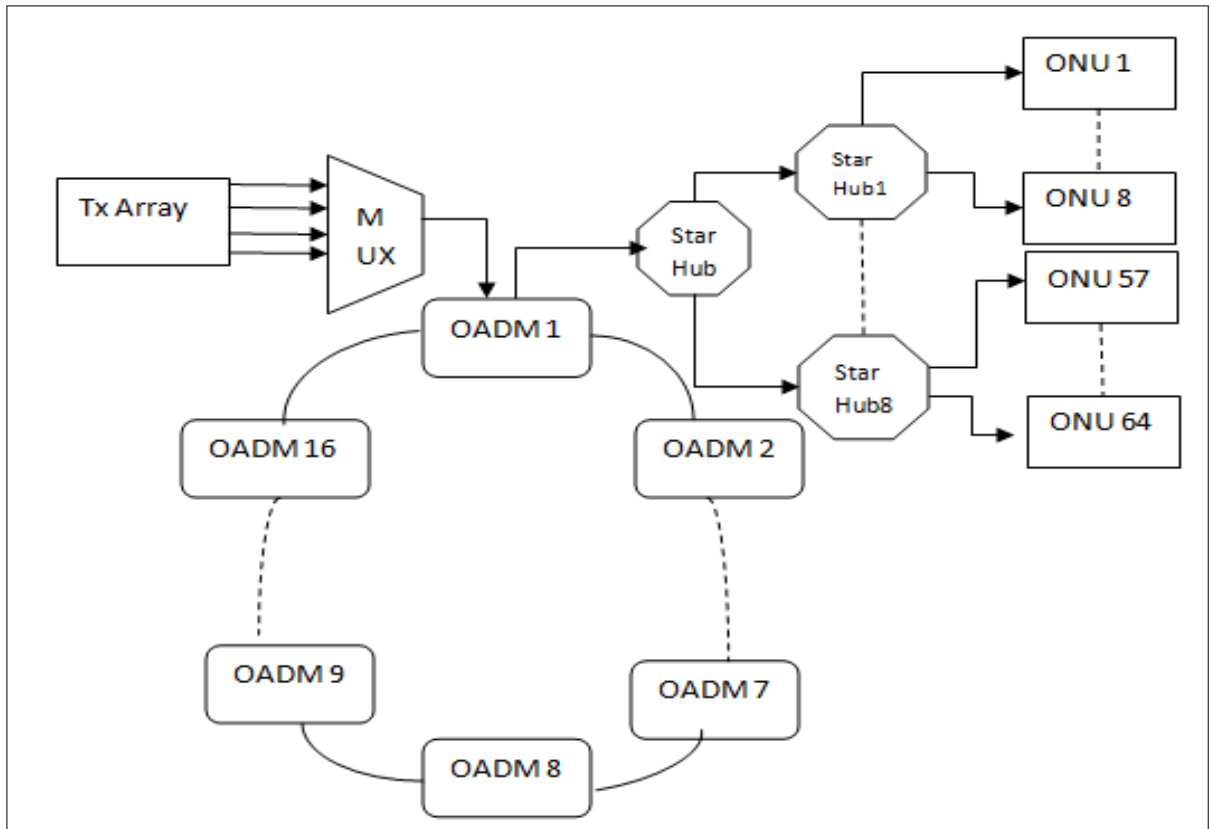 ONU 1
Star
Hub1
Tx Array
M
UX
ONU 8
Star
Hub
ONU 57
OADM 1
Star
Hub8
ONU 64
OADM 16
OADM 2
OADM 9
OADM 7
OADM 8